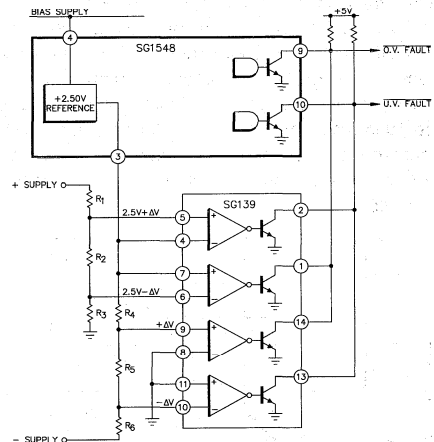 BIAS SUPPLY
+5V
4
SG1548
9
O.V. FAULT
+2.50V
REFERENCE
10
U.V. FAULT
3
+ SUPPLY
SG139
R1
2.5V+ΔV
5
+
2
4
−
R2
7
+
1
2.5V−ΔV
6
−
R3
R4
+ΔV
9
+
14
8
−
R5
11
+
13
−ΔV
10
−
R6
− SUPPLY